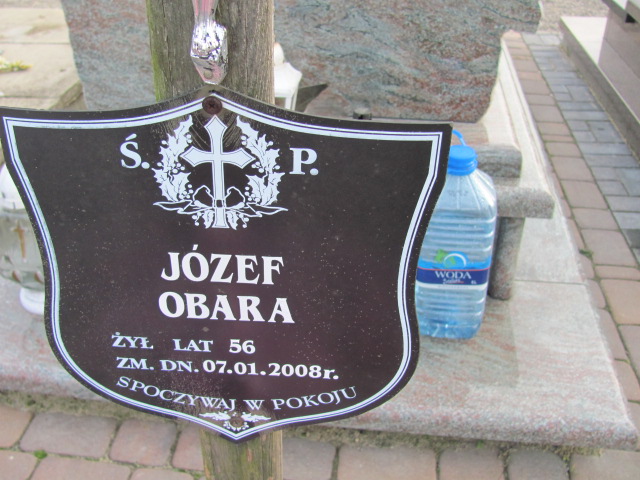 Ś. P.
JÓZEF
OBARA
ŻYŁ LAT 56
ZM. DN. 07.01.2008r.
SPOCZYWAJ W POKOJU
WODA